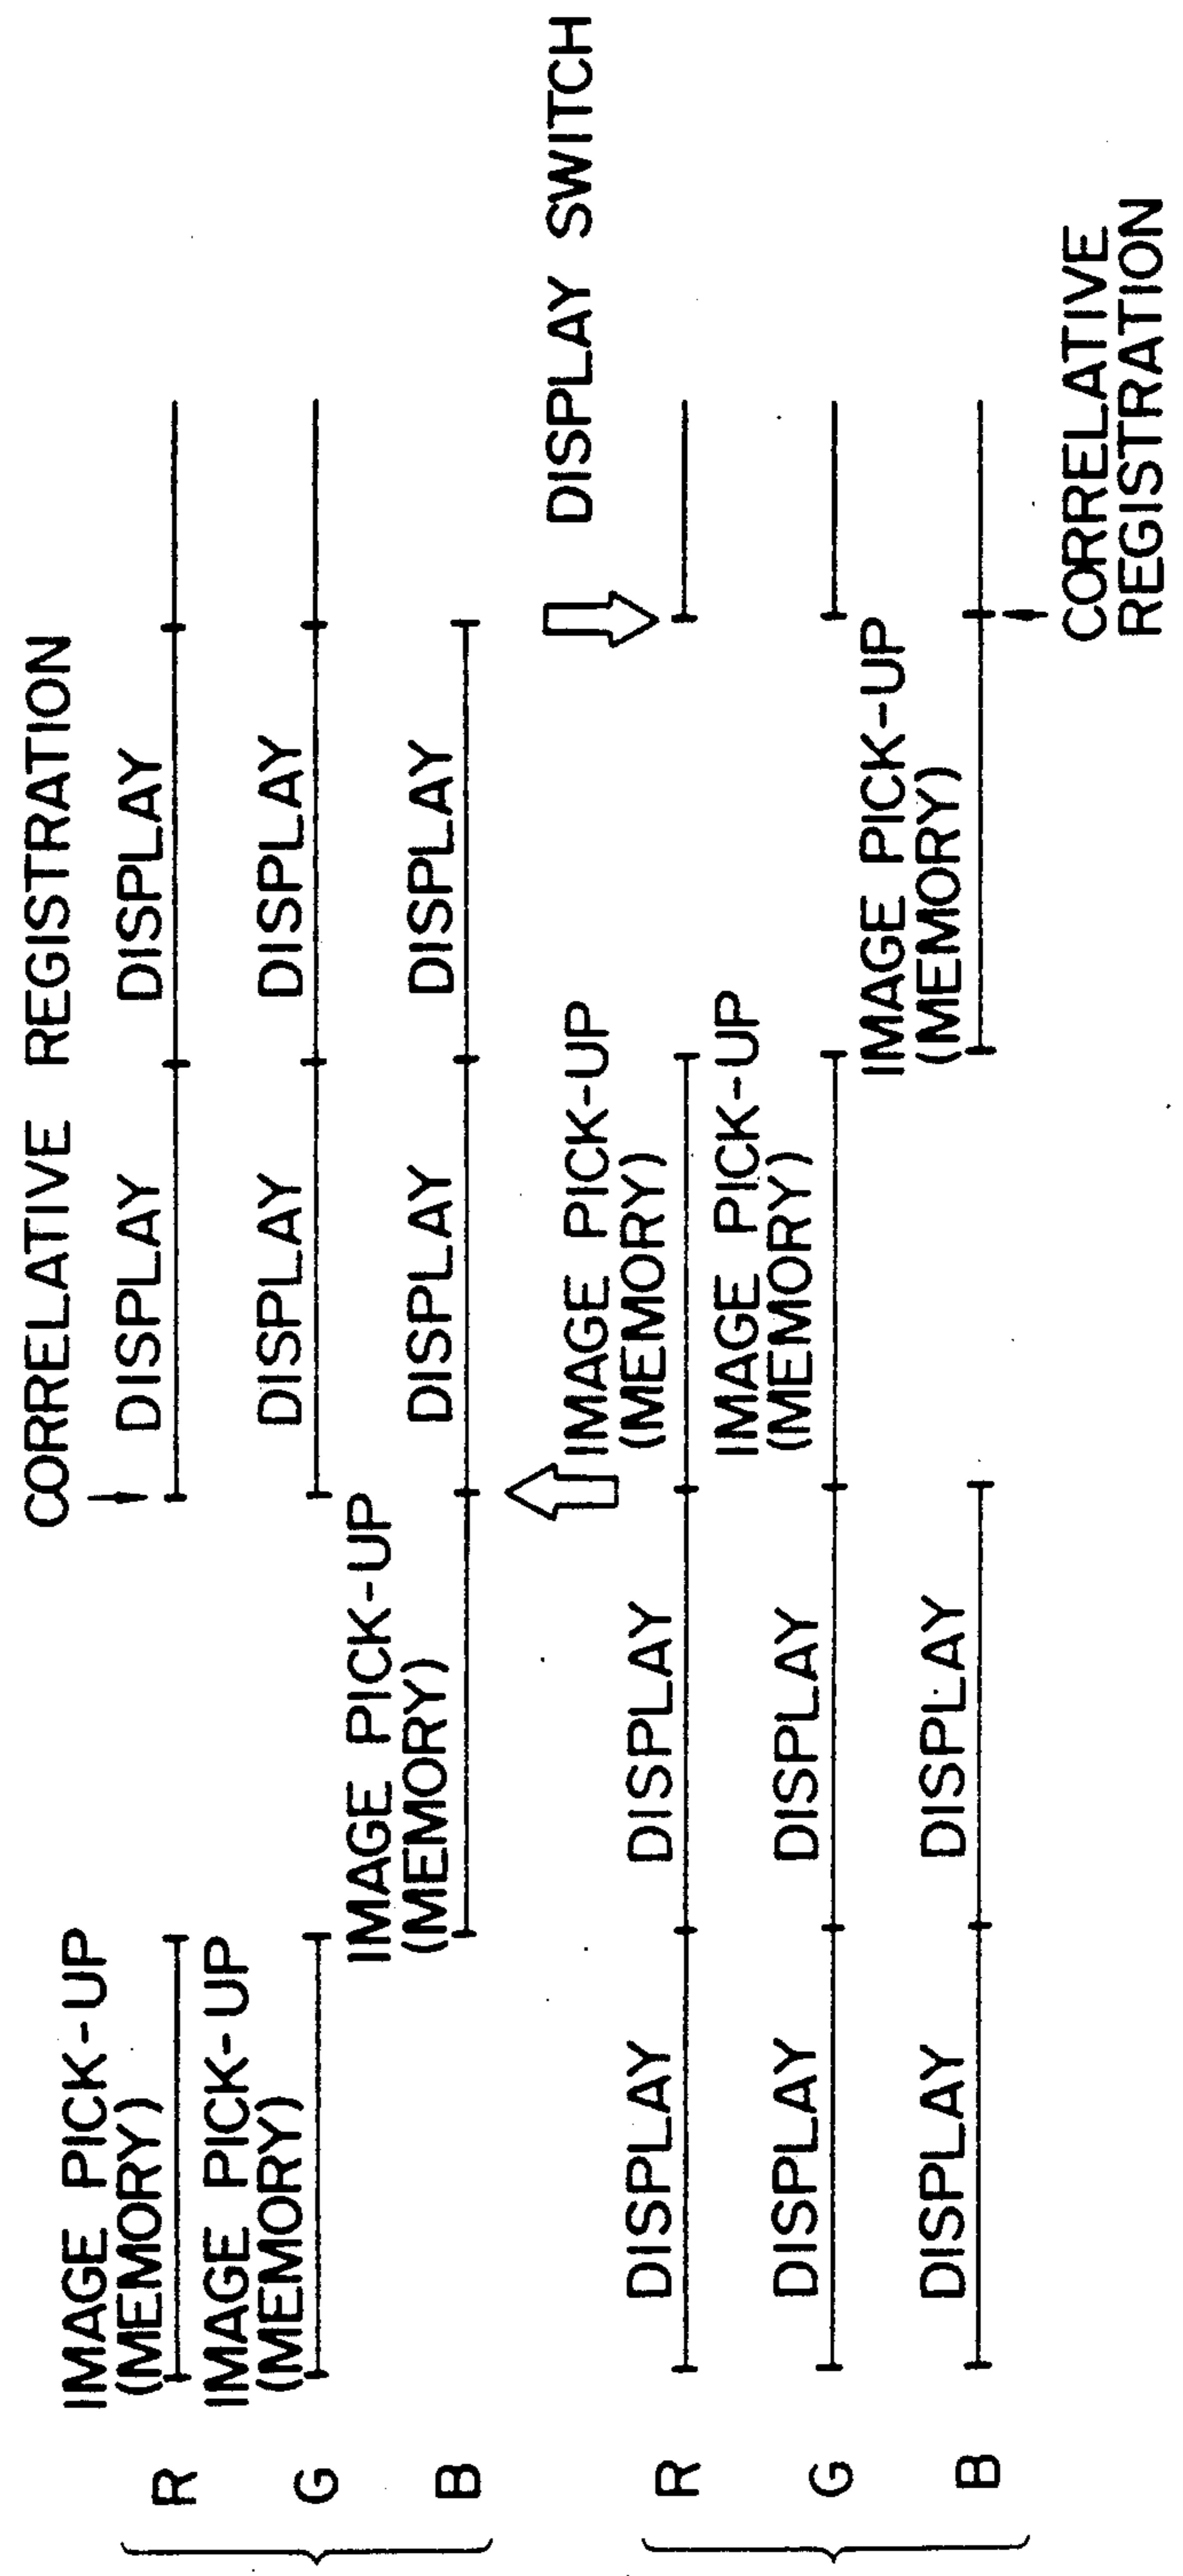 CORRELATIVE REGISTRATION
IMAGE PICK-UP
(MEMORY)
DISPLAY
DISPLAY
R
IMAGE PICK-UP
(MEMORY)
DISPLAY
DISPLAY
G
IMAGE PICK-UP
(MEMORY)
DISPLAY
DISPLAY
B
DISPLAY SWITCH
IMAGE PICK-UP
(MEMORY)
DISPLAY
DISPLAY
R
IMAGE PICK-UP
(MEMORY)
DISPLAY
DISPLAY
G
IMAGE PICK-UP
(MEMORY)
DISPLAY
DISPLAY
B
CORRELATIVE
REGISTRATION